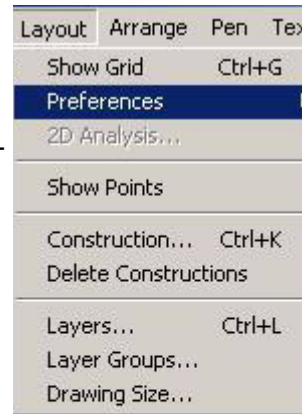 Layout Arrange Pen Te
Show Grid Ctrl+G
Preferences
2D Analysis...
Show Points
Construction... Ctrl+K
Delete Constructions
Layers... Ctrl+L
Layer Groups...
Drawing Size...